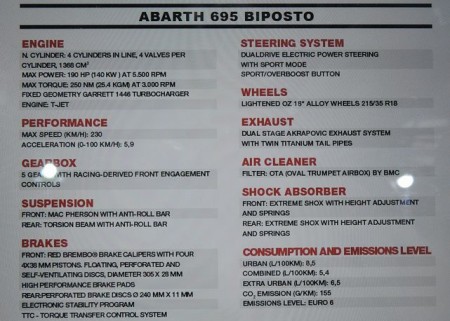 ABARTH 695 BIPOSTO
ENGINE
N. CYLINDER: 4 CYLINDERS IN LINE, 4 VALVES PER
CYLINDER, 1368 CM³
MAX POWER: 190 HP (140 KW) AT 5.500 RPM
MAX TORQUE: 250 NM (25.4 KGM) AT 3.000 RPM
FIXED GEOMETRY GARRETT 1446 TURBOCHARGER
ENGINE: T-JET
PERFORMANCE
MAX SPEED (KM/H): 230
ACCELERATION (0-100 KM/H): 5,9
GEARBOX
5 GEAR WITH RACING-DERIVED FRONT ENGAGEMENT
CONTROLS
SUSPENSION
FRONT: MAC PHERSON WITH ANTI-ROLL BAR
REAR: TORSION BEAM WITH ANTI-ROLL BAR
BRAKES
FRONT: RED BREMBO® BRAKE CALIPERS WITH FOUR
4X38 MM PISTONS. FLOATING, PERFORATED AND
SELF-VENTILATING DISCS, DIAMETER 305 X 28 MM
HIGH PERFORMANCE BRAKE PADS
REAR:PERFORATED BRAKE DISCS Ø 240 MM X 11 MM
ELECTRONIC STABILITY PROGRAM
TTC - TORQUE TRANSFER CONTROL SYSTEM
STEERING SYSTEM
DUALDRIVE ELECTRIC POWER STEERING
WITH SPORT MODE
SPORT/OVERBOOST BUTTON
WHEELS
LIGHTENED OZ 18" ALLOY WHEELS 215/35 R18
EXHAUST
DUAL STAGE AKRAPOVIC EXHAUST SYSTEM
WITH TWIN TITANIUM TAIL PIPES
AIR CLEANER
FILTER: OTA (OVAL TRUMPET AIRBOX) BY BMC
SHOCK ABSORBER
FRONT: EXTREME SHOX WITH HEIGHT ADJUSTMENT
AND SPRINGS
REAR: EXTREME SHOX WITH HEIGHT ADJUSTMENT
AND SPRINGS
CONSUMPTION AND EMISSIONS LEVEL
URBAN (L/100KM): 8,5
COMBINED (L/100KM): 5,4
EXTRA URBAN (L/100KM): 6,5
CO₂ EMISSION (G/KM): 155
EMISSIONS LEVEL: EURO 6